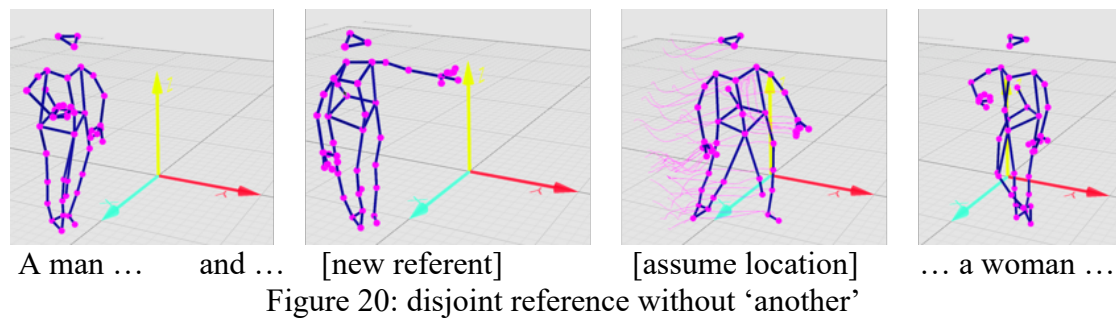 A man … and … [new referent] [assume location] … a woman …
Figure 20: disjoint reference without ‘another’